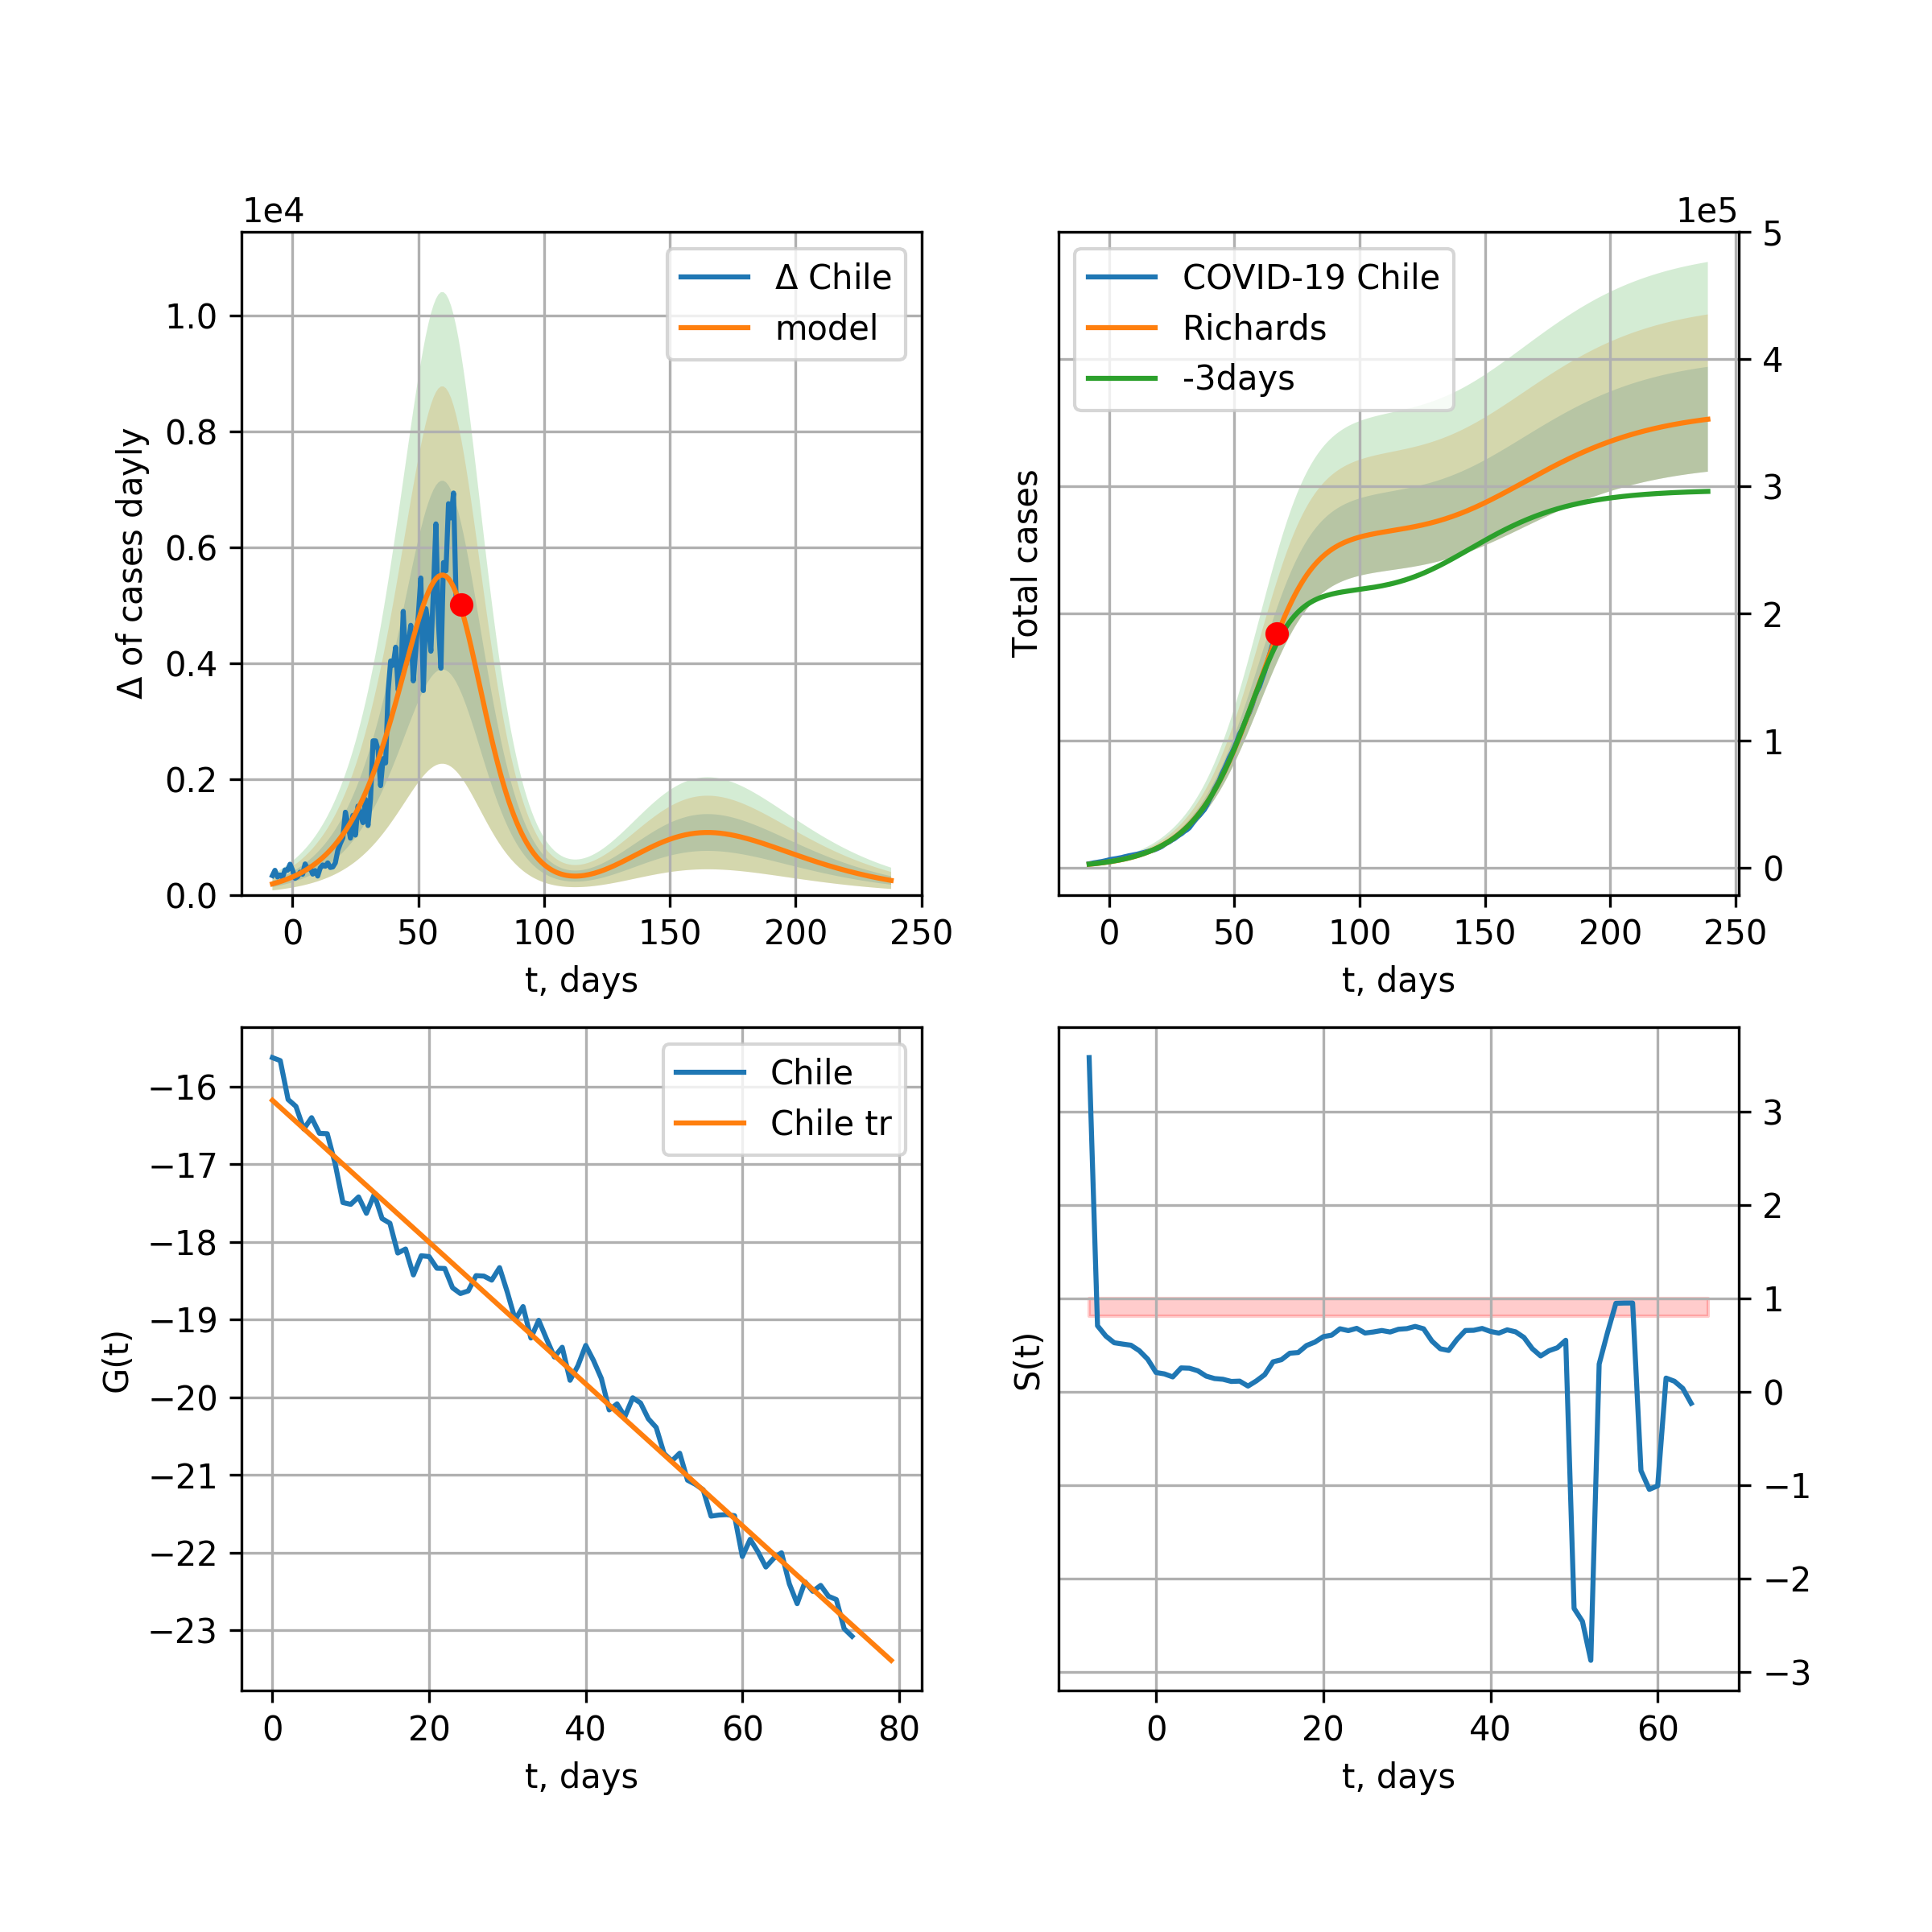 1e4
Δ Chile
model
1.0
0.8
0.6
0.4
0.2
0.0
Δ of cases dayly
0 50 100 150 200 250
t, days
1e5
COVID-19 Chile
Richards
-3days
5
4
3
2
1
0
Total cases
0 50 100 150 200 250
t, days
Chile
Chile tr
−16
−17
−18
−19
−20
−21
−22
−23
G(t)
0 20 40 60 80
t, days
3
2
1
0
−1
−2
−3
S(t)
0 20 40 60
t, days